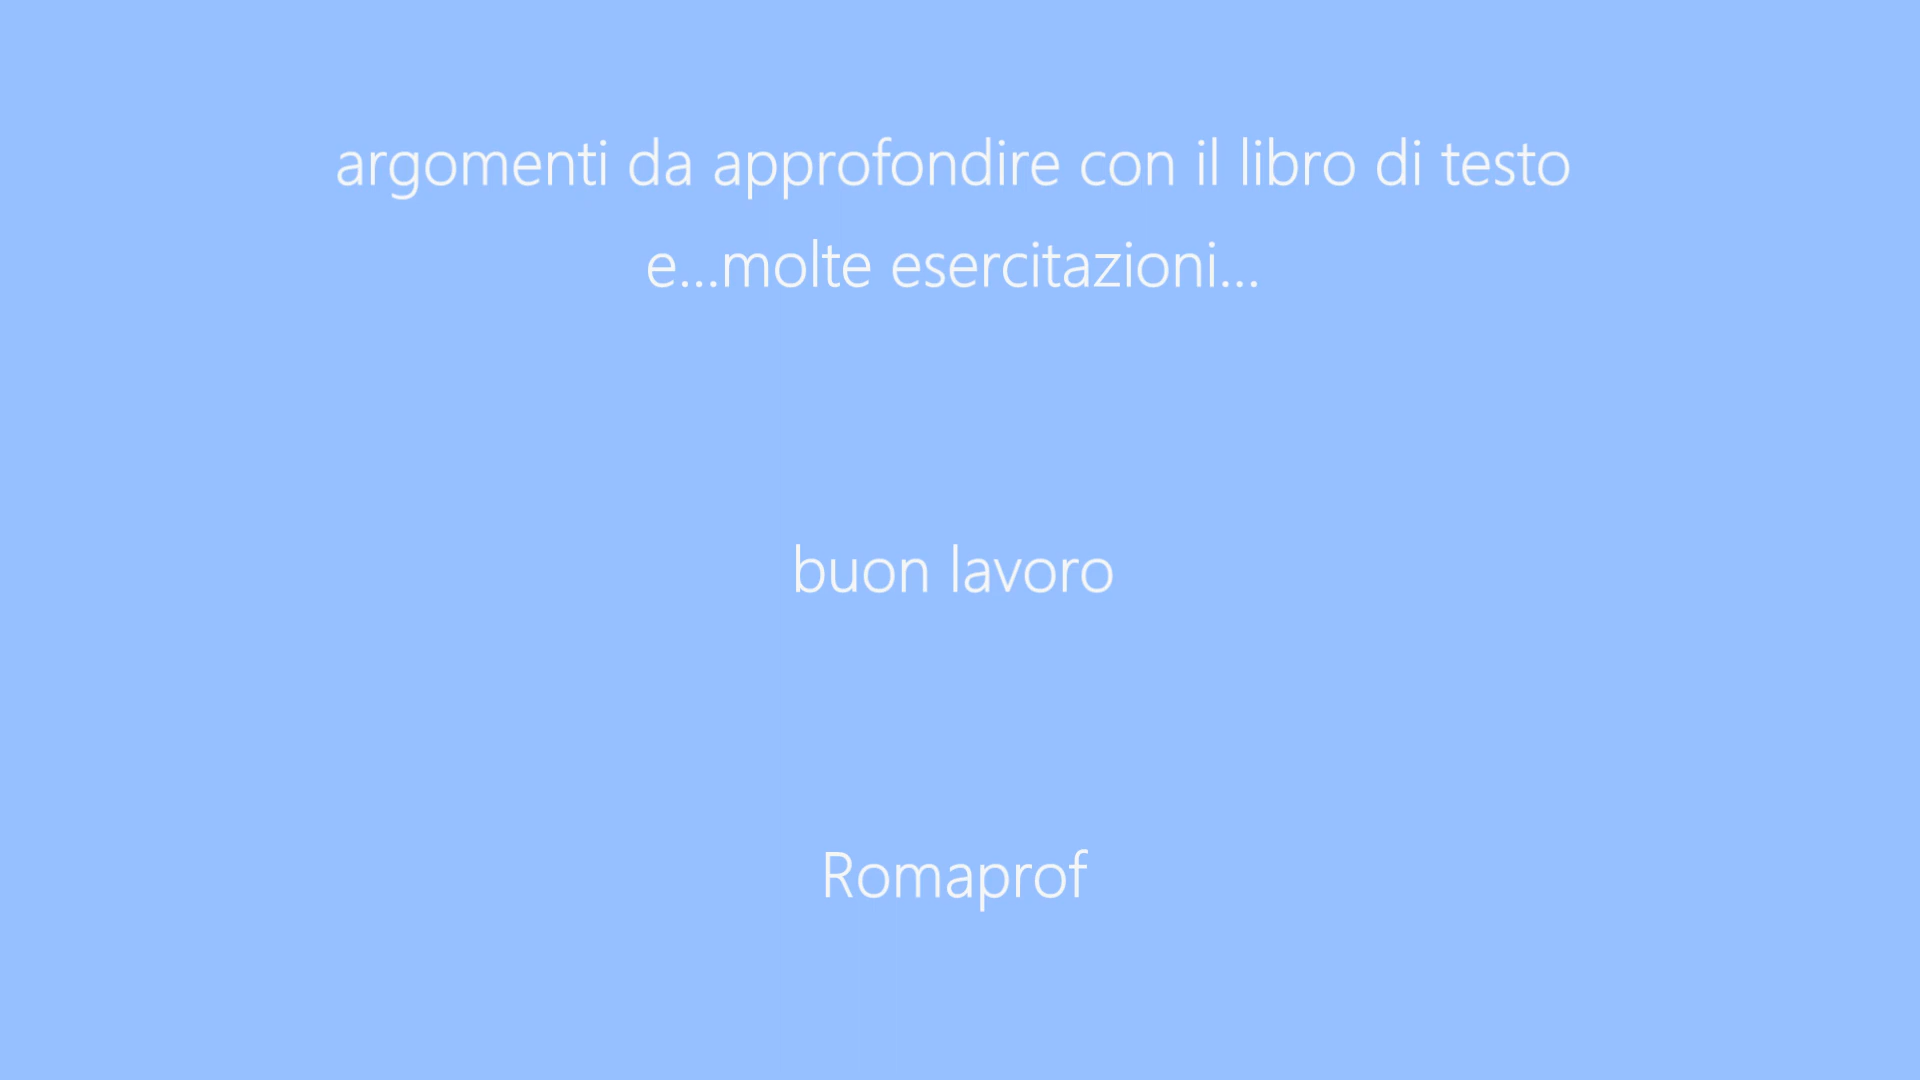 argomenti da approfondire con il libro di testo
e...molte esercitazioni...
buon lavoro
Romaprof